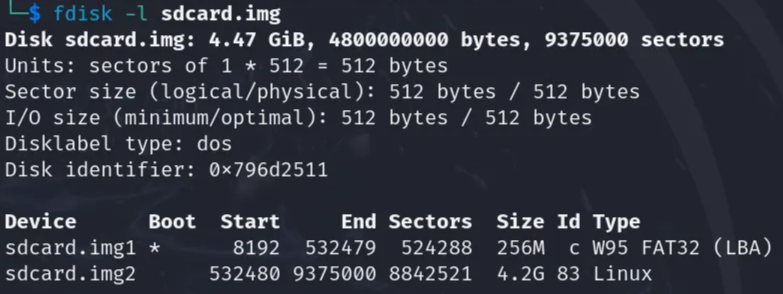 └─$ fdisk -l sdcard.img
Disk sdcard.img: 4.47 GiB, 4800000000 bytes, 9375000 sectors
Units: sectors of 1 * 512 = 512 bytes
Sector size (logical/physical): 512 bytes / 512 bytes
I/O size (minimum/optimal): 512 bytes / 512 bytes
Disklabel type: dos
Disk identifier: 0×796d2511

Device Boot Start End Sectors Size Id Type
sdcard.img1 * 8192 532479 524288 256M c W95 FAT32 (LBA)
sdcard.img2 532480 9375000 8842521 4.2G 83 Linux